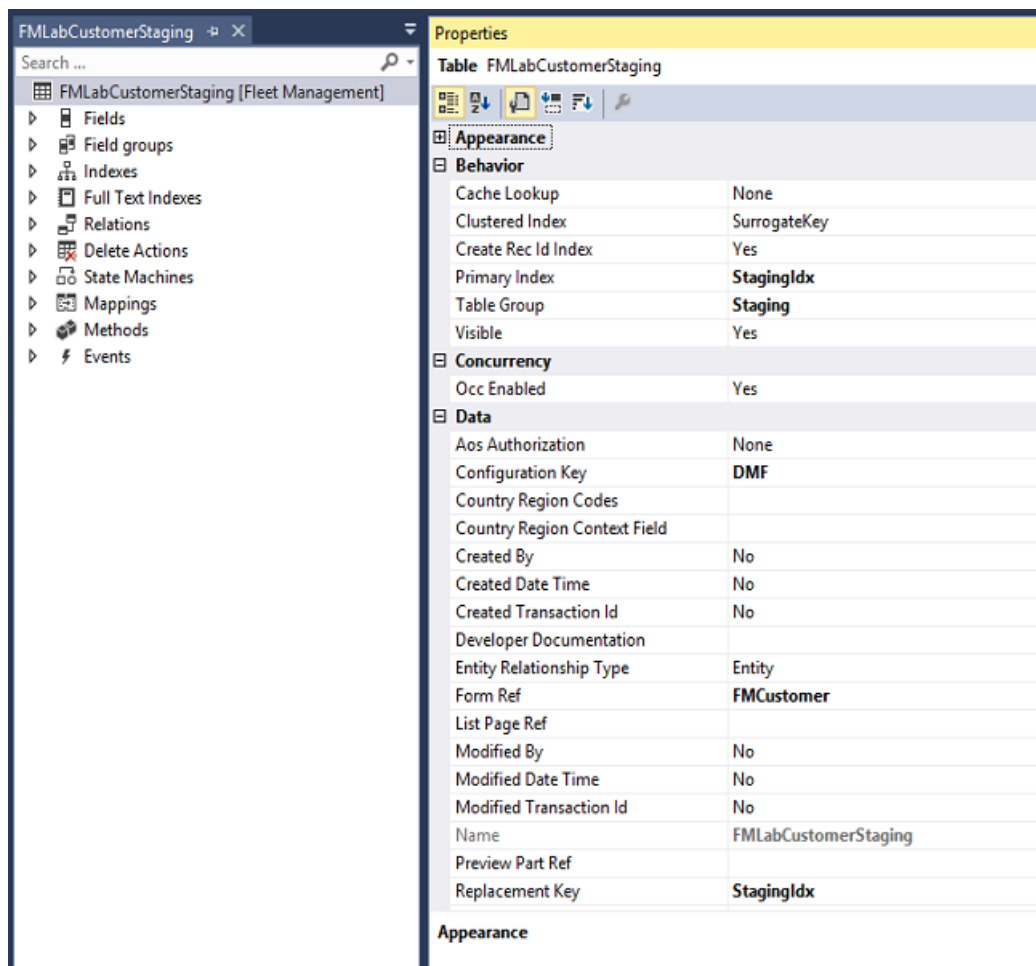 FMLabCustomerStaging
Search ...
FMLabCustomerStaging [Fleet Management]
Fields
Field groups
Indexes
Full Text Indexes
Relations
Delete Actions
State Machines
Mappings
Methods
Events
Properties
Table FMLabCustomerStaging
Appearance
Behavior
Cache Lookup None
Clustered Index SurrogateKey
Create Rec Id Index Yes
Primary Index StagingIdx
Table Group Staging
Visible Yes
Concurrency
Occ Enabled Yes
Data
Aos Authorization None
Configuration Key DMF
Country Region Codes
Country Region Context Field
Created By No
Created Date Time No
Created Transaction Id No
Developer Documentation
Entity Relationship Type Entity
Form Ref FMCustomer
List Page Ref
Modified By No
Modified Date Time No
Modified Transaction Id No
Name FMLabCustomerStaging
Preview Part Ref
Replacement Key StagingIdx
Appearance